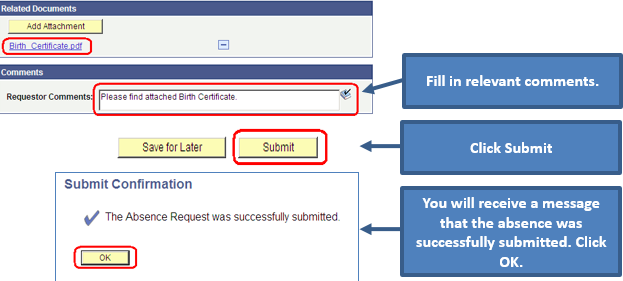 Related Documents
Add Attachment
Birth_Certificate.pdf
Comments
Requestor Comments:
Please find attached Birth Certificate.
Fill in relevant comments.
Save for Later
Submit
Click Submit
Submit Confirmation
The Absence Request was successfully submitted.
OK
You will receive a message
that the absence was
successfully submitted. Click
OK.